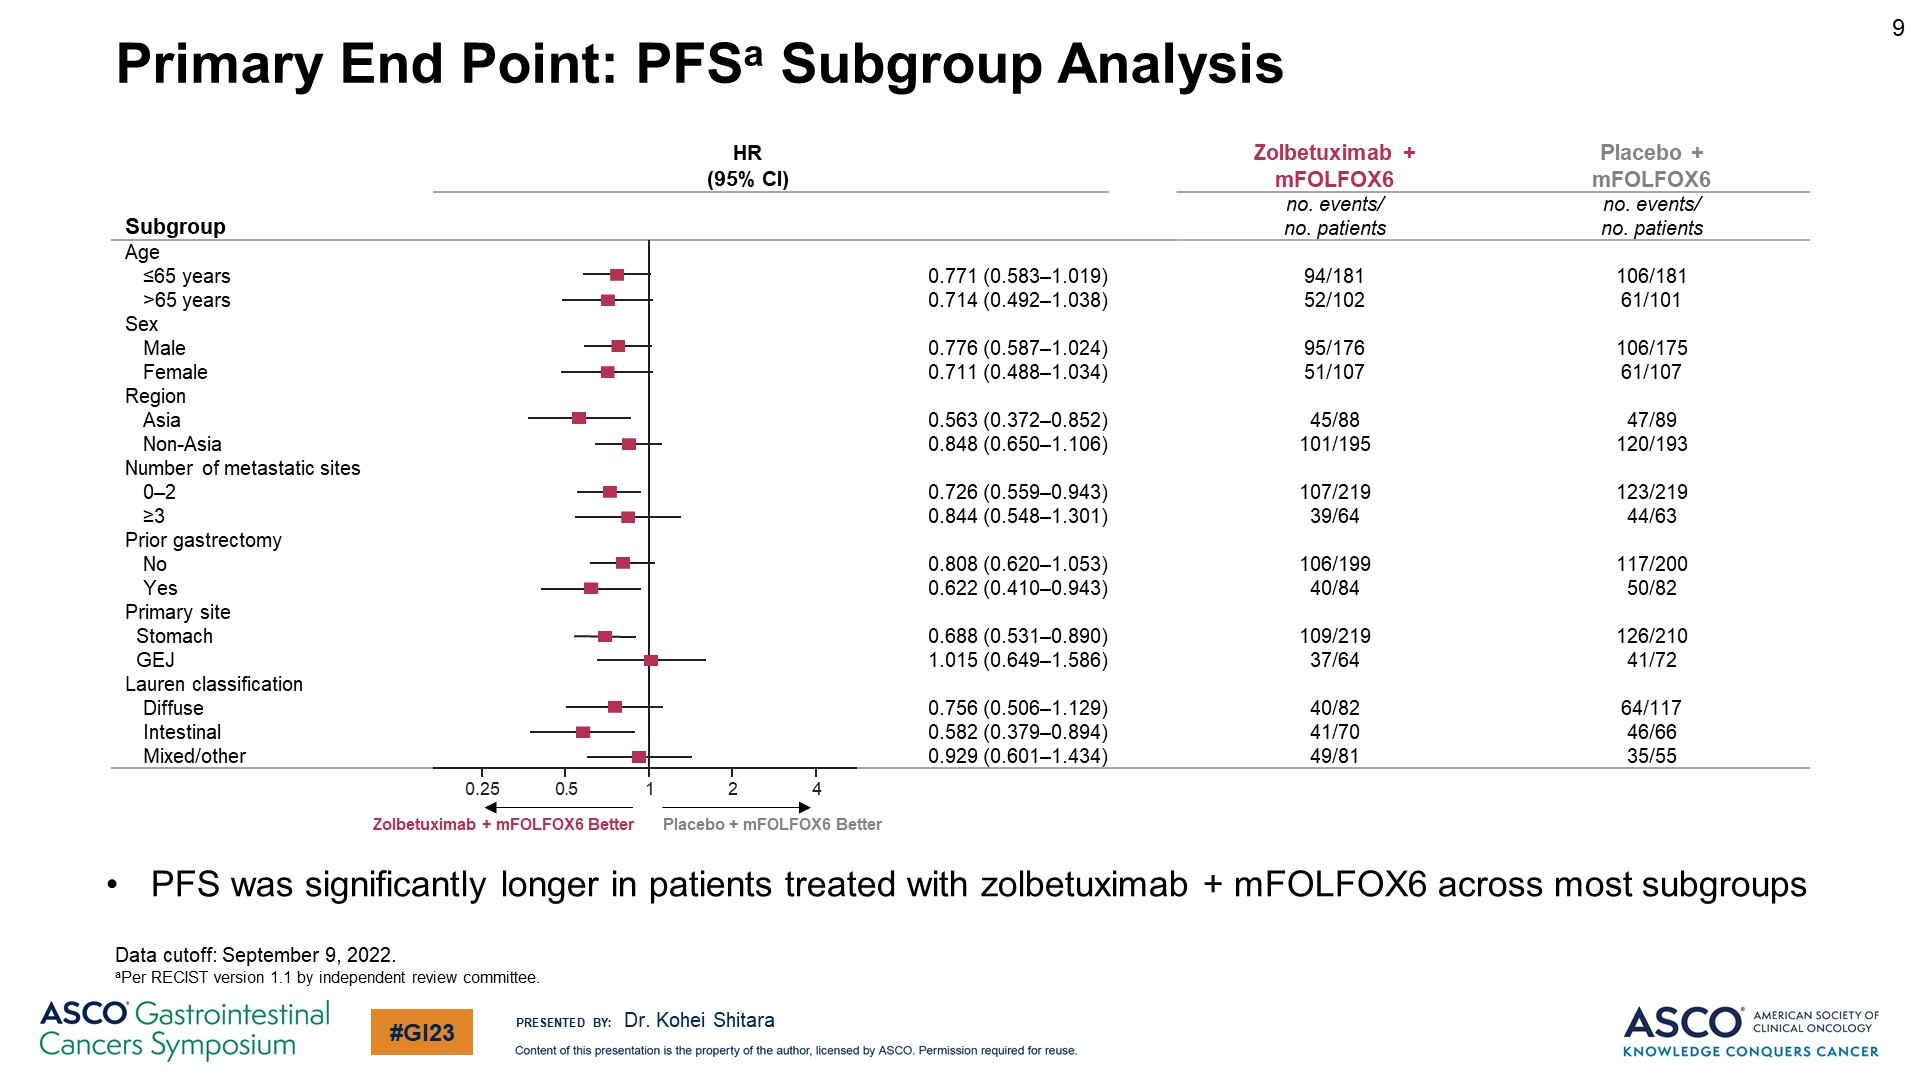 9
Primary End Point: PFSᵃ Subgroup Analysis
HR
(95% CI)
Zolbetuximab +
mFOLFOX6
Placebo +
mFOLFOX6
Subgroup
no. events/
no. patients
no. events/
no. patients
Age
≤65 years 0.771 (0.583–1.019) 94/181 106/181
>65 years 0.714 (0.492–1.038) 52/102 61/101
Sex
Male 0.776 (0.587–1.024) 95/176 106/175
Female 0.711 (0.488–1.034) 51/107 61/107
Region
Asia 0.563 (0.372–0.852) 45/88 47/89
Non-Asia 0.848 (0.650–1.106) 101/195 120/193
Number of metastatic sites
0–2 0.726 (0.559–0.943) 107/219 123/219
≥3 0.844 (0.548–1.301) 39/64 44/63
Prior gastrectomy
No 0.808 (0.620–1.053) 106/199 117/200
Yes 0.622 (0.410–0.943) 40/84 50/82
Primary site
Stomach 0.688 (0.531–0.890) 109/219 126/210
GEJ 1.015 (0.649–1.586) 37/64 41/72
Lauren classification
Diffuse 0.756 (0.506–1.129) 40/82 64/117
Intestinal 0.582 (0.379–0.894) 41/70 46/66
Mixed/other 0.929 (0.601–1.434) 49/81 35/55
0.25 0.5 1 2 4
Zolbetuximab + mFOLFOX6 Better Placebo + mFOLFOX6 Better
• PFS was significantly longer in patients treated with zolbetuximab + mFOLFOX6 across most subgroups
Data cutoff: September 9, 2022.
ᵃPer RECIST version 1.1 by independent review committee.
ASCO® Gastrointestinal
Cancers Symposium
#GI23
PRESENTED BY: Dr. Kohei Shitara
Content of this presentation is the property of the author, licensed by ASCO. Permission required for reuse.
ASCO® AMERICAN SOCIETY OF
CLINICAL ONCOLOGY
KNOWLEDGE CONQUERS CANCER